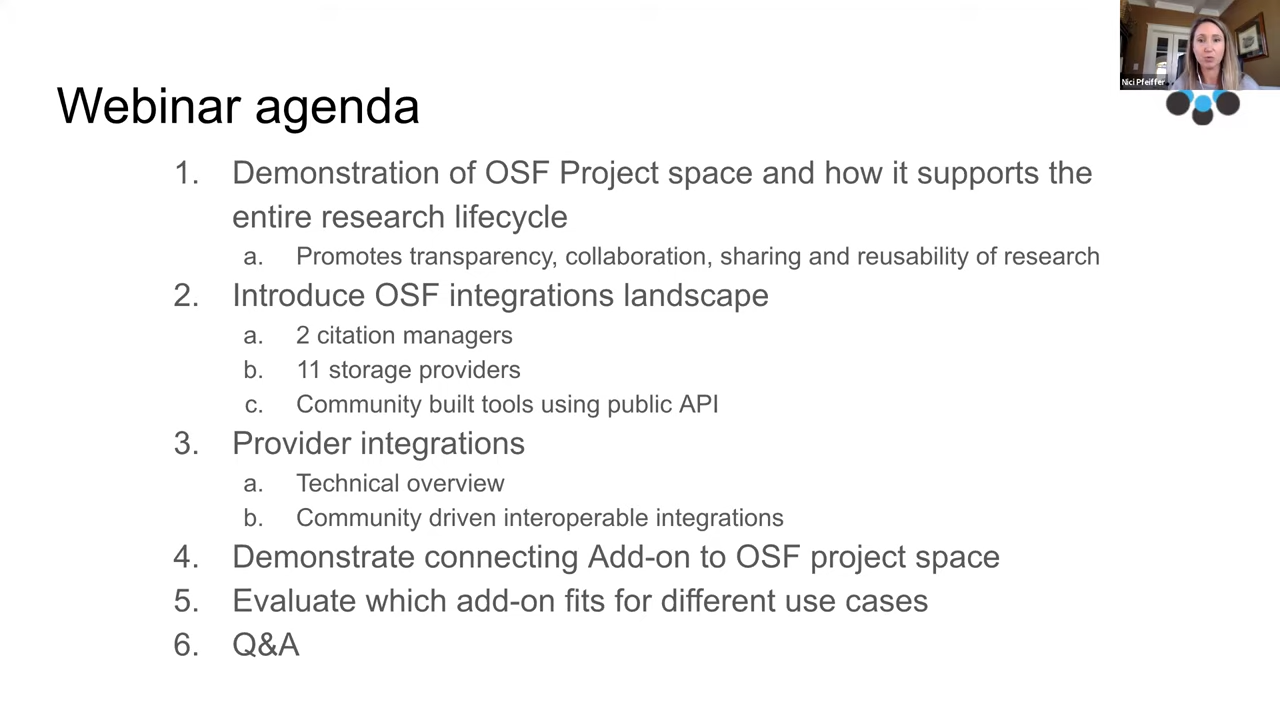 Nici Pfeiffer
Webinar agenda
1. Demonstration of OSF Project space and how it supports the
entire research lifecycle
a. Promotes transparency, collaboration, sharing and reusability of research
2. Introduce OSF integrations landscape
a. 2 citation managers
b. 11 storage providers
c. Community built tools using public API
3. Provider integrations
a. Technical overview
b. Community driven interoperable integrations
4. Demonstrate connecting Add-on to OSF project space
5. Evaluate which add-on fits for different use cases
6. Q&A